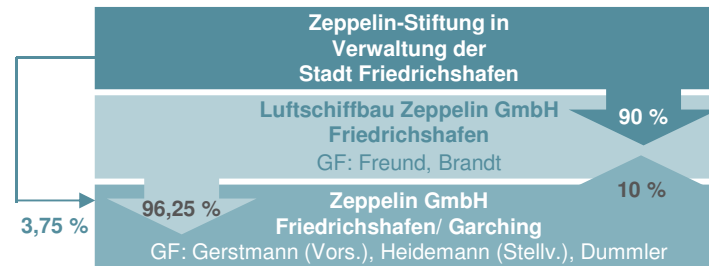 Zeppelin-Stiftung in
Verwaltung der
Stadt Friedrichshafen
Luftschiffbau Zeppelin GmbH
Friedrichshafen
GF: Freund, Brandt
90 %
Zeppelin GmbH
Friedrichshafen/ Garching
GF: Gerstmann (Vors.), Heidemann (Stellv.), Dummler
96,25 %
10 %
3,75 %